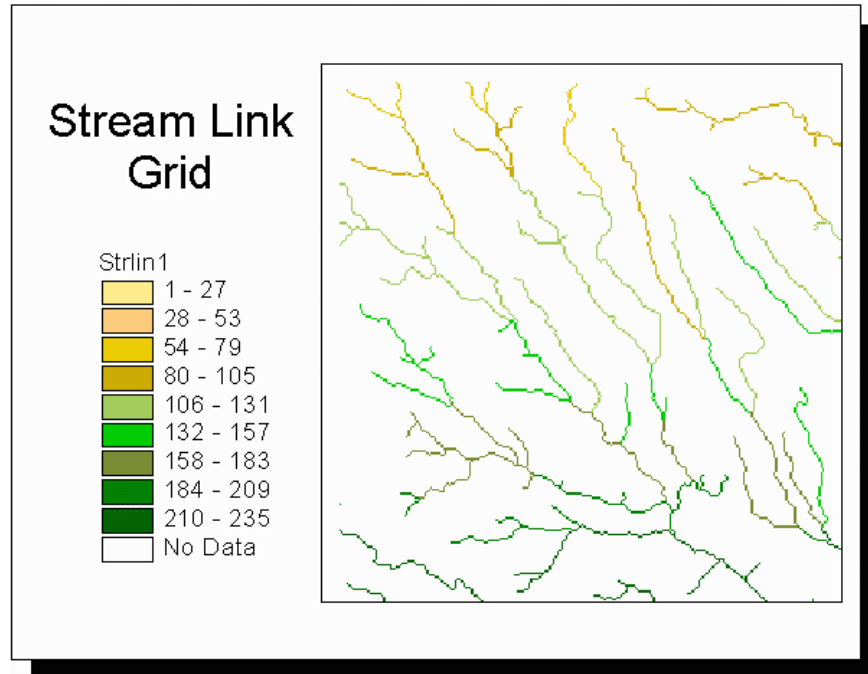 Stream Link
Grid
Strlin1
1 - 27
28 - 53
54 - 79
80 - 105
106 - 131
132 - 157
158 - 183
184 - 209
210 - 235
No Data